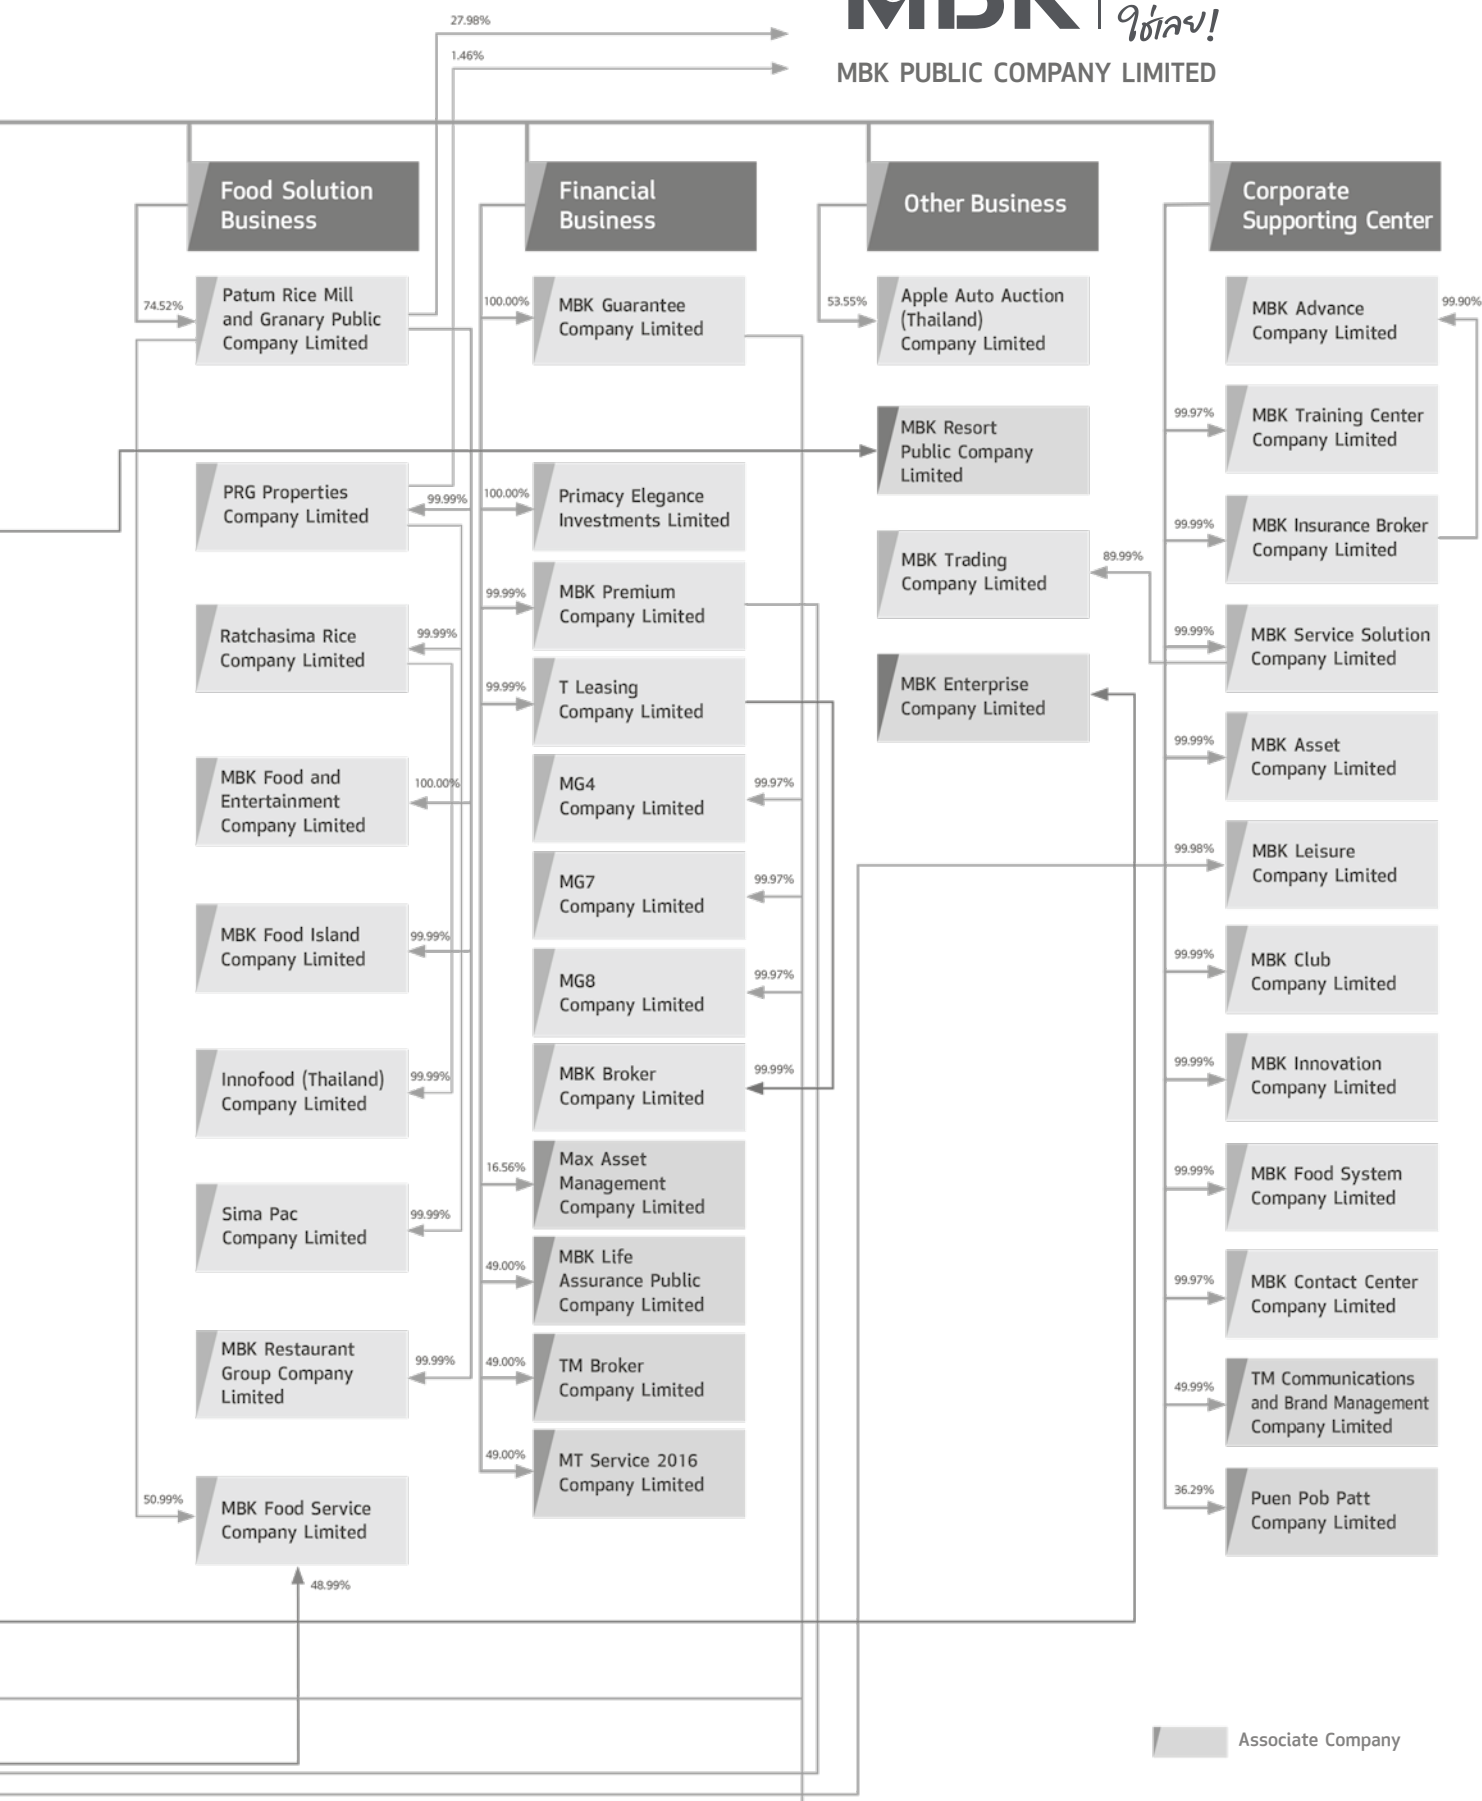 27.98%
MBK
ใช่เลย!
1.46%
MBK PUBLIC COMPANY LIMITED
Food Solution
Business
74.52%
Patum Rice Mill
and Granary Public
Company Limited
PRG Properties
Company Limited
99.99%
Ratchasima Rice
Company Limited
99.99%
MBK Food and
Entertainment
Company Limited
100.00%
MBK Food Island
Company Limited
99.99%
Innofood (Thailand)
Company Limited
99.99%
Sima Pac
Company Limited
99.99%
MBK Restaurant
Group Company
Limited
99.99%
50.99%
MBK Food Service
Company Limited
48.99%
Financial
Business
100.00%
MBK Guarantee
Company Limited
100.00%
Primacy Elegance
Investments Limited
99.99%
MBK Premium
Company Limited
99.99%
T Leasing
Company Limited
MG4
Company Limited
99.97%
MG7
Company Limited
99.97%
MG8
Company Limited
99.97%
MBK Broker
Company Limited
99.99%
16.56%
Max Asset
Management
Company Limited
49.00%
MBK Life
Assurance Public
Company Limited
49.00%
TM Broker
Company Limited
49.00%
MT Service 2016
Company Limited
Other Business
53.55%
Apple Auto Auction
(Thailand)
Company Limited
MBK Resort
Public Company
Limited
MBK Trading
Company Limited
89.99%
MBK Enterprise
Company Limited
Corporate
Supporting Center
MBK Advance
Company Limited
99.90%
99.97%
MBK Training Center
Company Limited
99.99%
MBK Insurance Broker
Company Limited
99.99%
MBK Service Solution
Company Limited
99.99%
MBK Asset
Company Limited
99.98%
MBK Leisure
Company Limited
99.99%
MBK Club
Company Limited
99.99%
MBK Innovation
Company Limited
99.99%
MBK Food System
Company Limited
99.97%
MBK Contact Center
Company Limited
49.99%
TM Communications
and Brand Management
Company Limited
36.29%
Puen Pob Patt
Company Limited
Associate Company